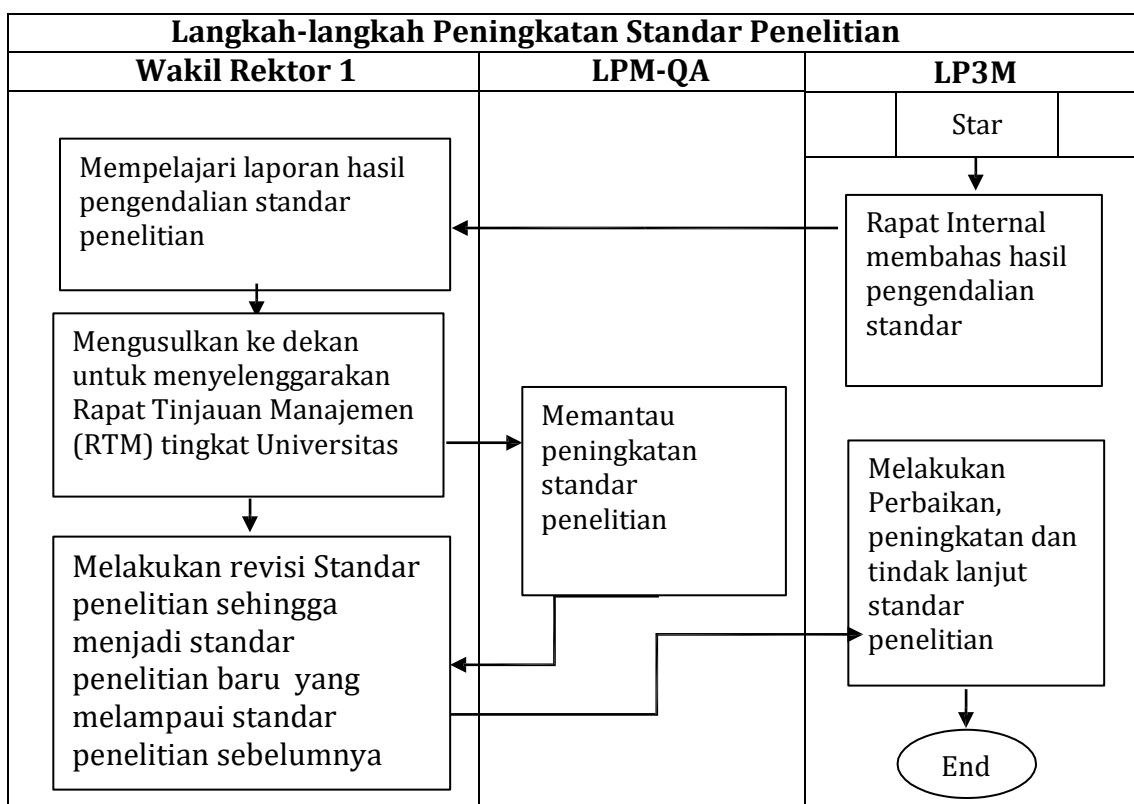 Langkah-langkah Peningkatan Standar Penelitian
Wakil Rektor 1
LPM-QA
LP3M
Star
Mempelajari laporan hasil
pengendalian standar
penelitian
Rapat Internal
membahas hasil
pengendalian
standar
Mengusulkan ke dekan
untuk menyelenggarakan
Rapat Tinjauan Manajemen
(RTM) tingkat Universitas
Memantau
peningkatan
standar
penelitian
Melakukan
Perbaikan,
peningkatan dan
tindak lanjut
standar
penelitian
Melakukan revisi Standar
penelitian sehingga
menjadi standar
penelitian baru  yang
melampaui standar
penelitian sebelumnya
End